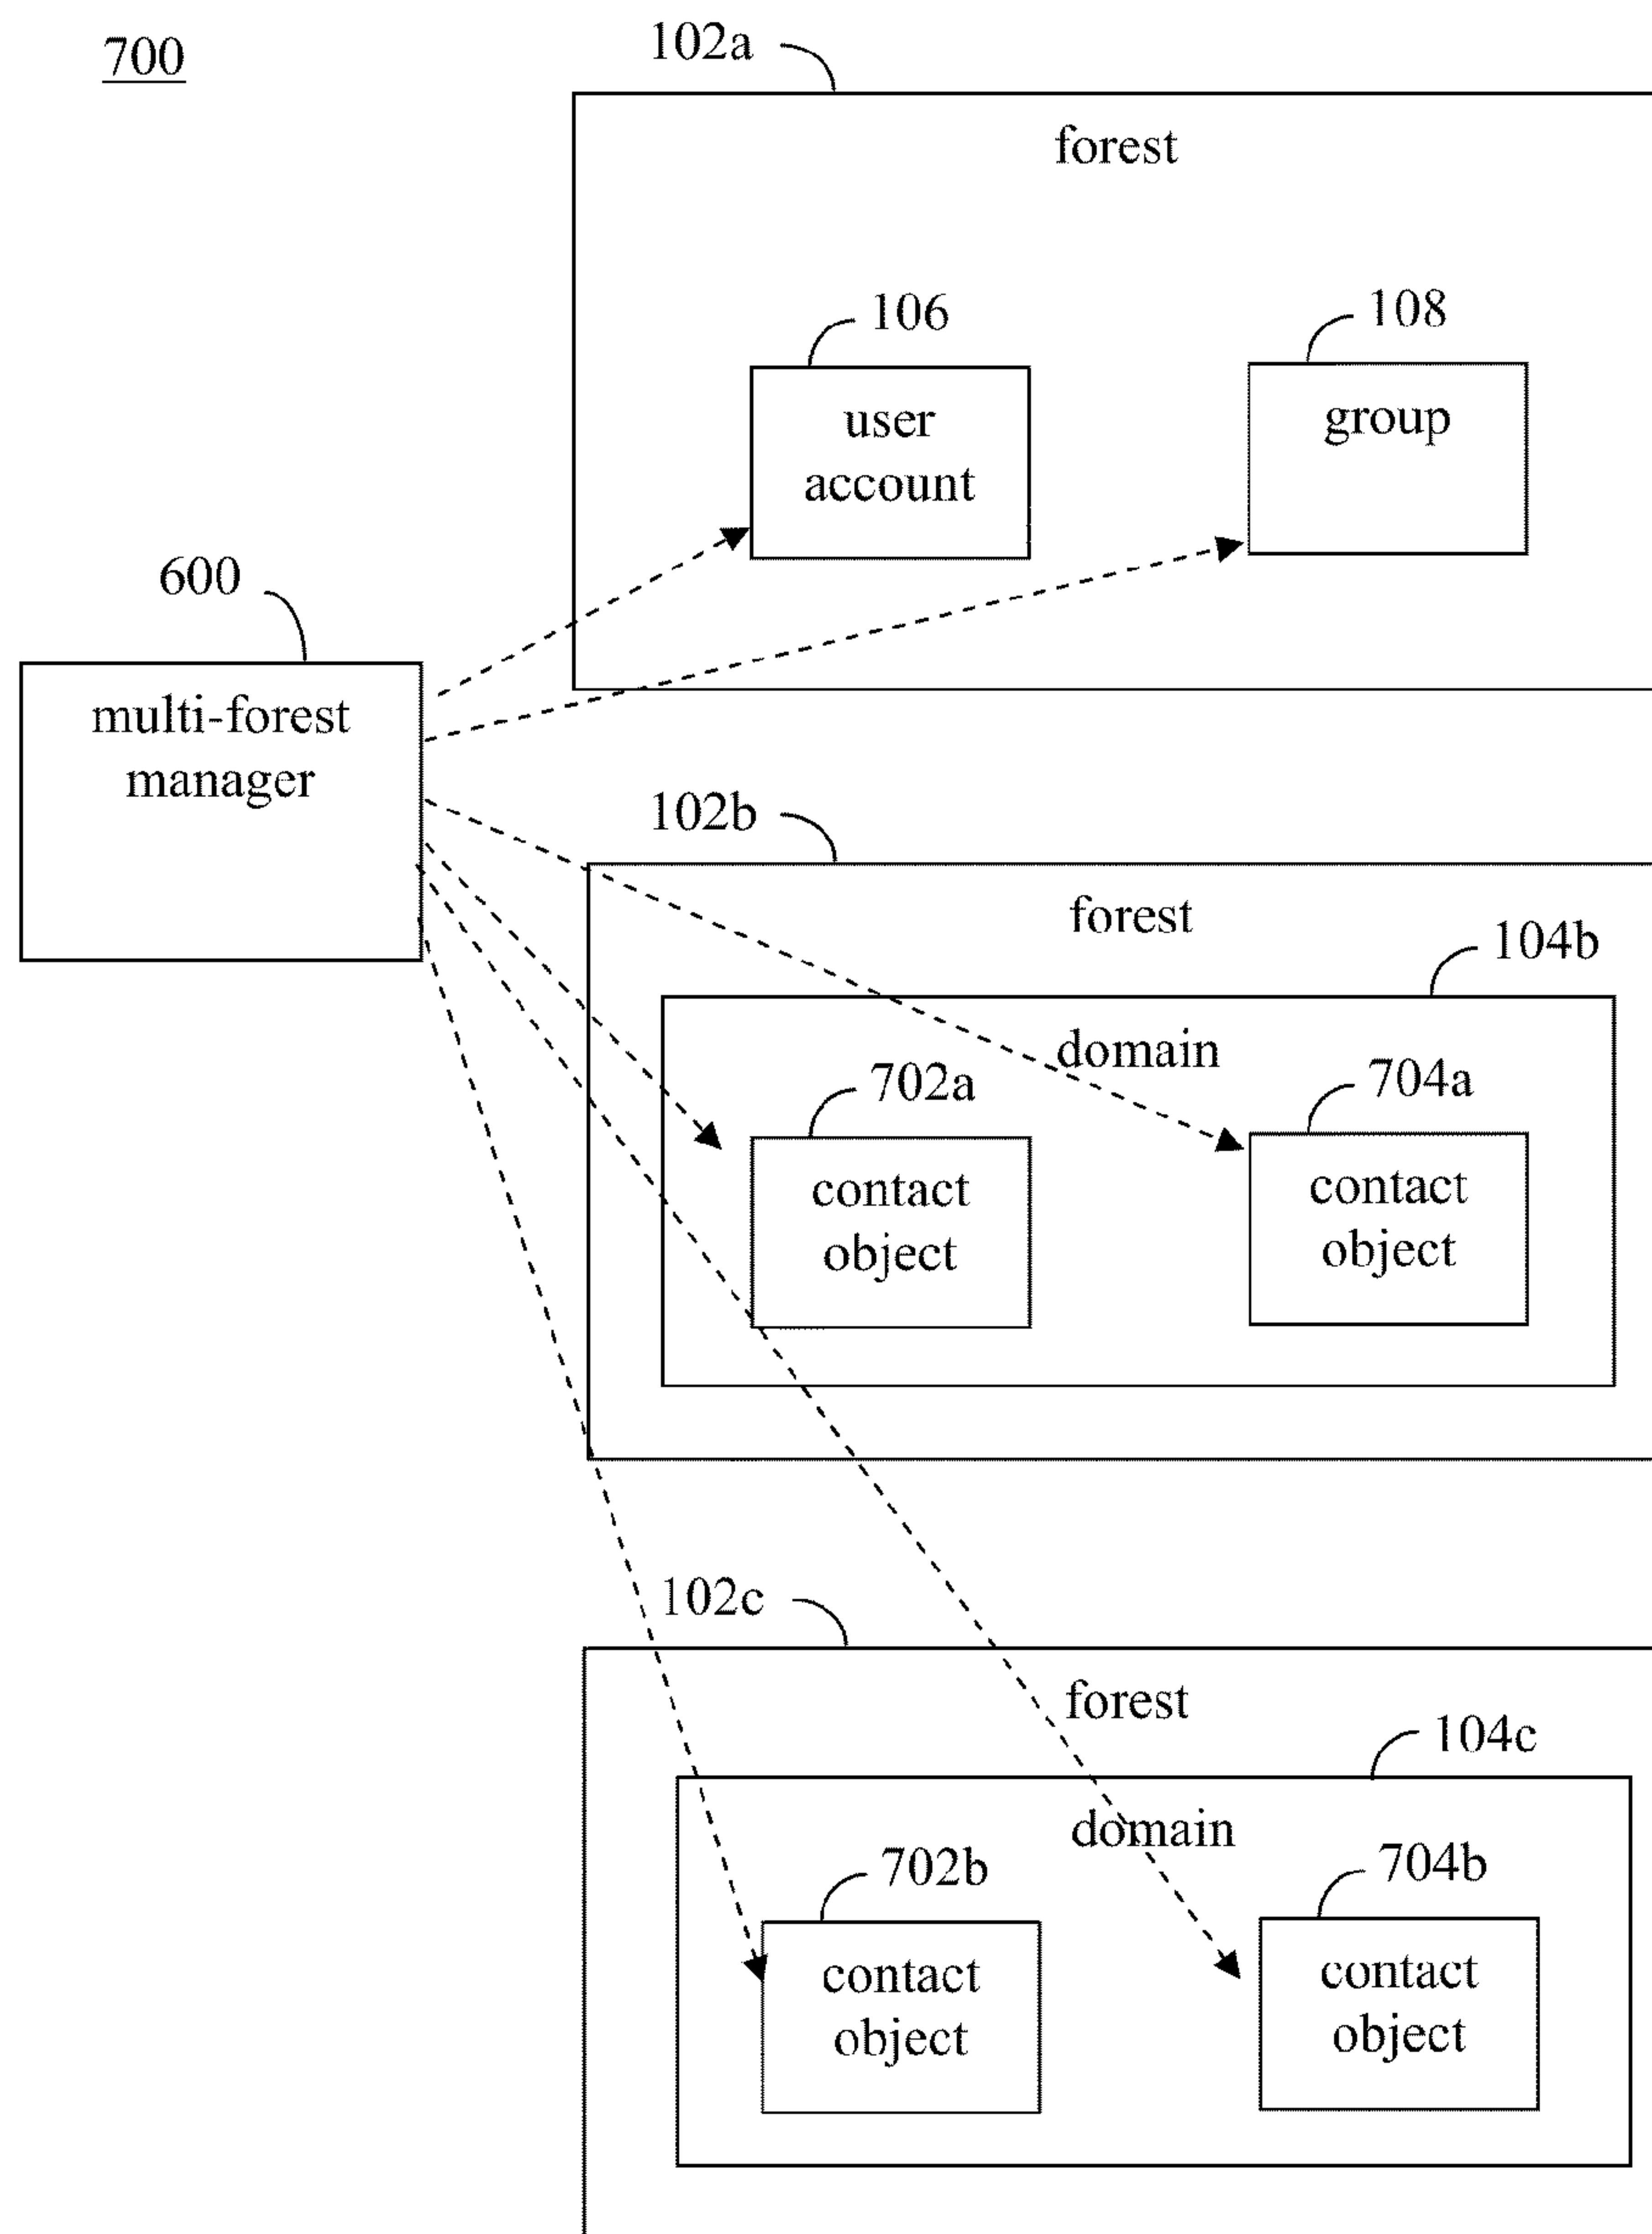 700
102a
forest
106
108
user
account
group
600
multi-forest
manager
102b
forest
104b
domain
702a
704a
contact
object
contact
object
102c
forest
104c
domain
702b
704b
contact
object
contact
object